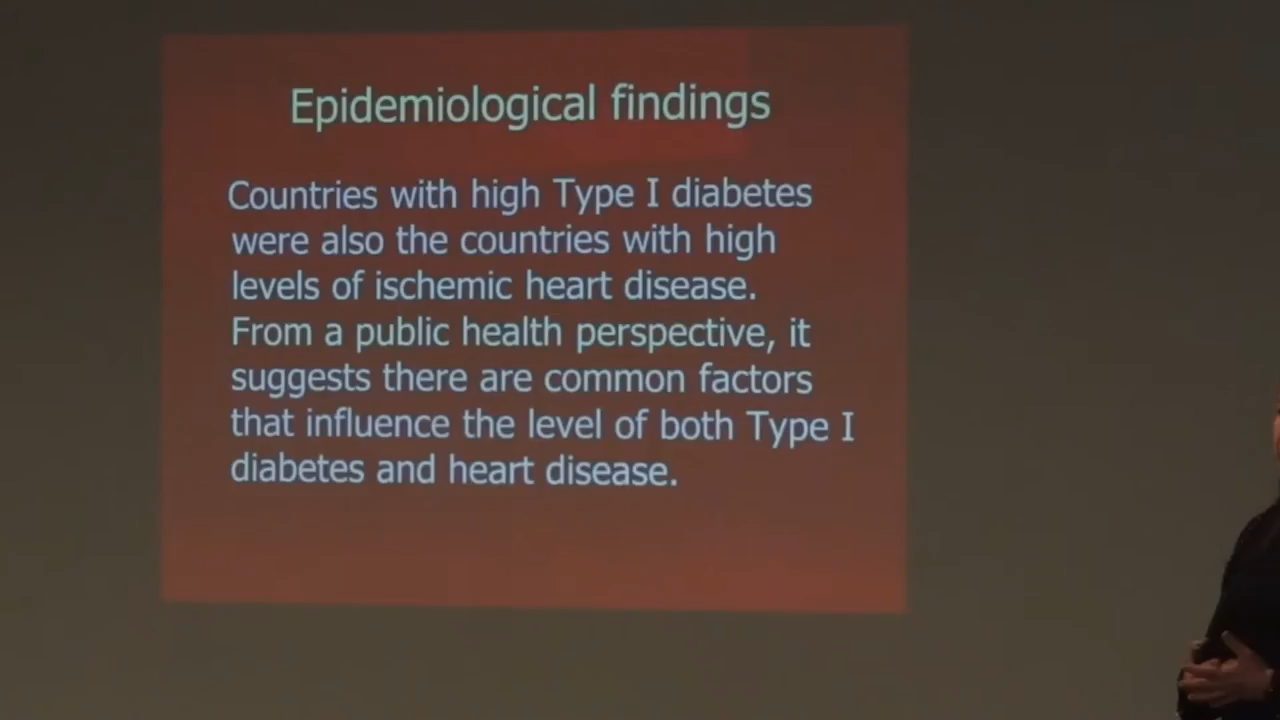 Epidemiological findings
Countries with high Type I diabetes
were also the countries with high
levels of ischemic heart disease.
From a public health perspective, it
suggests there are common factors
that influence the level of both Type I
diabetes and heart disease.